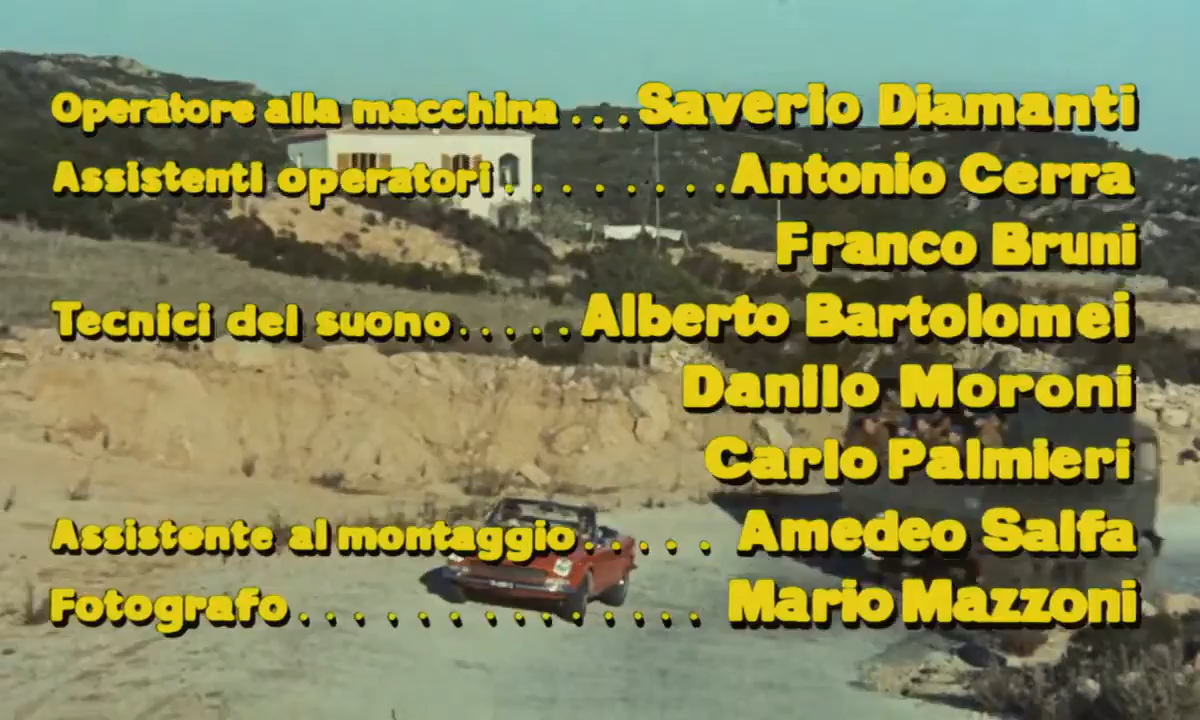 Operatore alla macchina ... Saverio Diamanti
Assistenti operatori ........ Antonio Cerra
Franco Bruni
Tecnici del suono ..... Alberto Bartolomei
Danilo Moroni
Carlo Palmieri
Assistente al montaggio ..... Amedeo Salfa
Fotografo .............. Mario Mazzoni